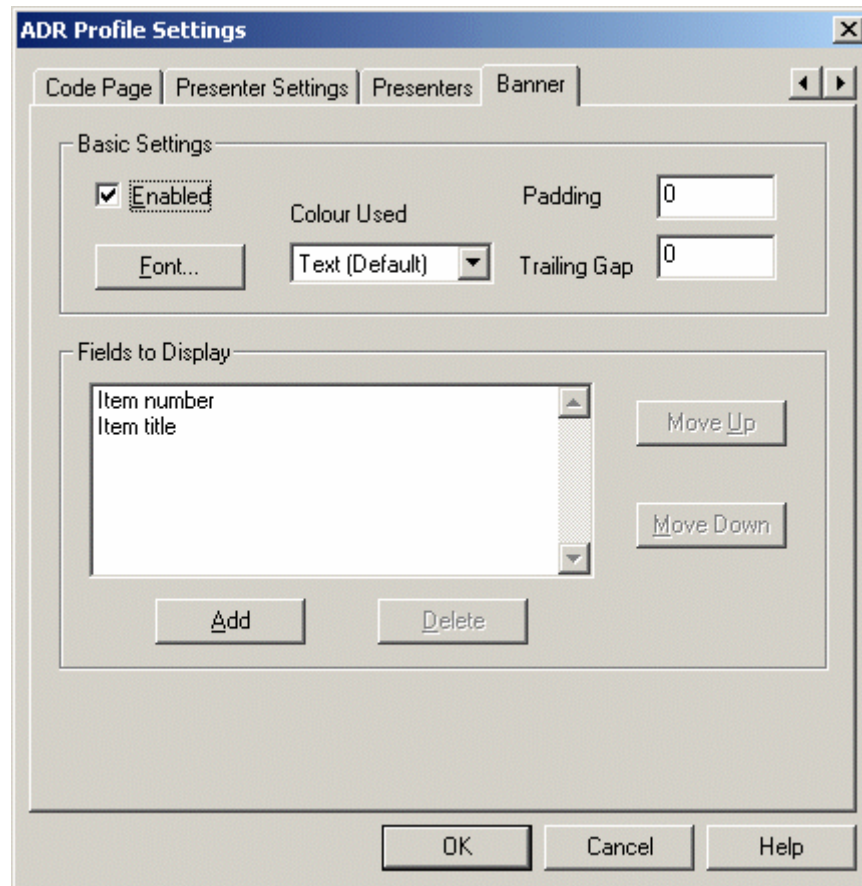 ADR Profile Settings
Code Page Presenter Settings Presenters Banner
Basic Settings
Enabled
Colour Used
Padding 0
Font...
Text (Default)
Trailing Gap 0
Fields to Display
Item number
Item title
Move Up
Move Down
Add Delete
OK Cancel Help